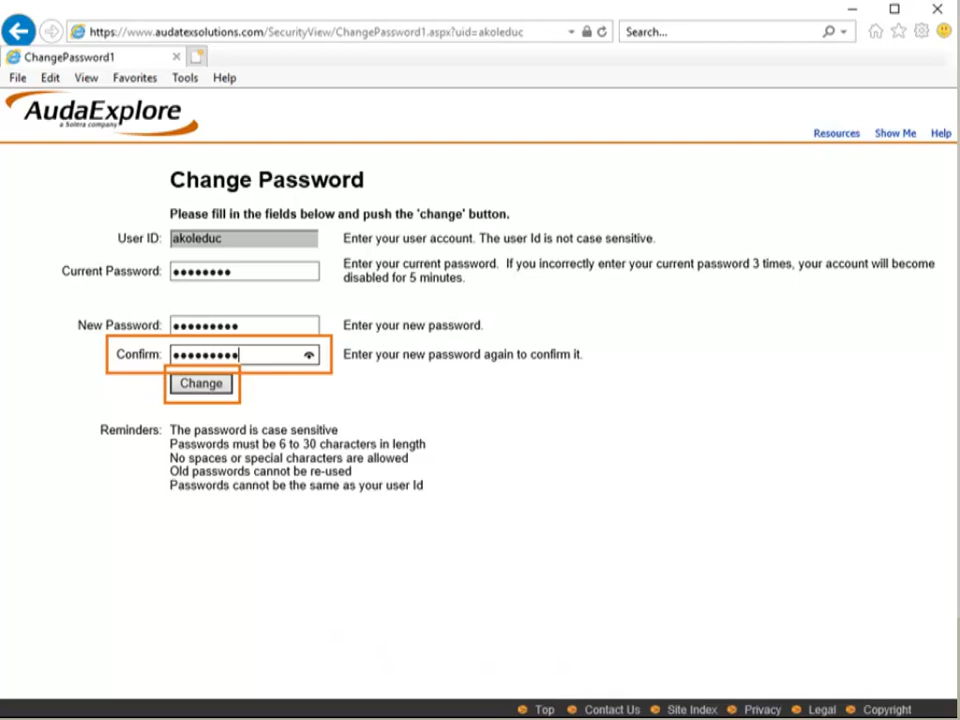 https://www.audatexsolutions.com/SecurityView/ChangePassword1.aspx?uid=akoleduc
Search...
ChangePassword1
File Edit View Favorites Tools Help
AudaExplore
a Solera company
Resources Show Me Help
Change Password
Please fill in the fields below and push the 'change' button.
User ID: akoleduc Enter your user account. The user Id is not case sensitive.
Current Password: ●●●●●●●● Enter your current password. If you incorrectly enter your current password 3 times, your account will become
disabled for 5 minutes.
New Password: ●●●●●●●●● Enter your new password.
Confirm: ●●●●●●●●● Enter your new password again to confirm it.
Change
Reminders: The password is case sensitive
Passwords must be 6 to 30 characters in length
No spaces or special characters are allowed
Old passwords cannot be re-used
Passwords cannot be the same as your user Id
Top Contact Us Site Index Privacy Legal Copyright